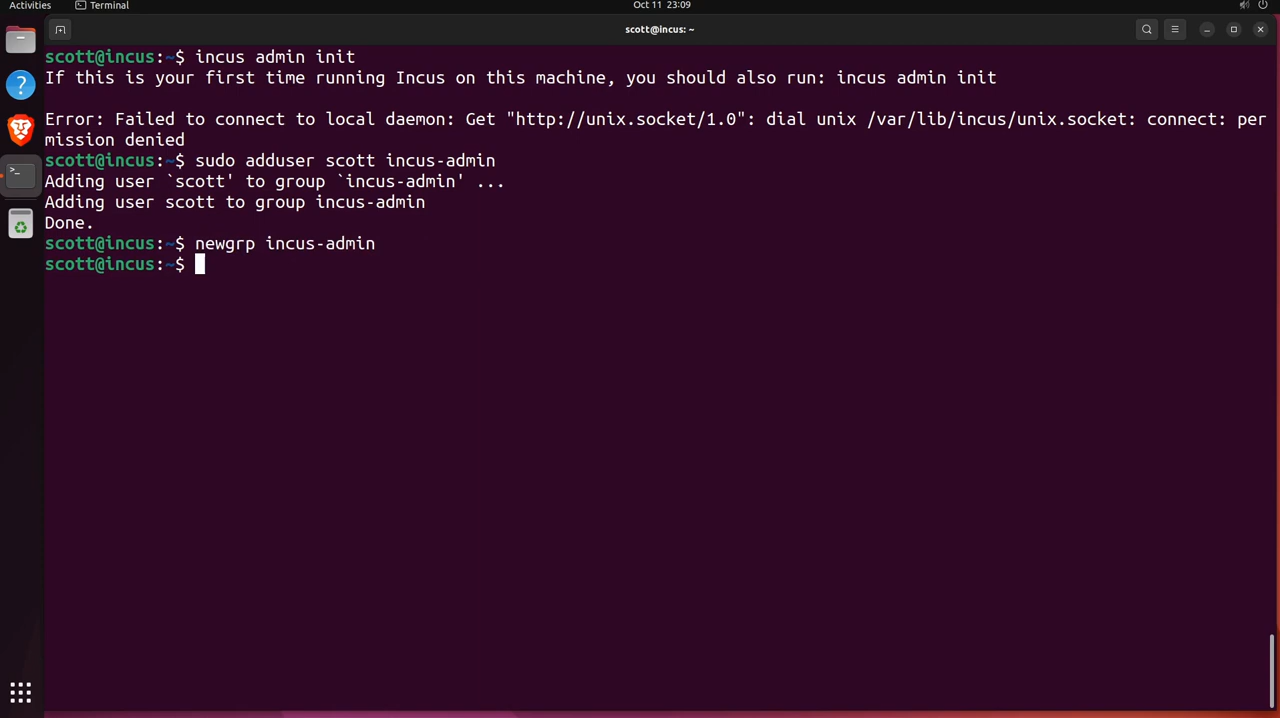 Activities Terminal Oct 11 23:09
scott@incus: ~
scott@incus:~$ incus admin init
If this is your first time running Incus on this machine, you should also run: incus admin init
Error: Failed to connect to local daemon: Get "http://unix.socket/1.0": dial unix /var/lib/incus/unix.socket: connect: per
mission denied
scott@incus:~$ sudo adduser scott incus-admin
Adding user `scott' to group `incus-admin' ...
Adding user scott to group incus-admin
Done.
scott@incus:~$ newgrp incus-admin
scott@incus:~$